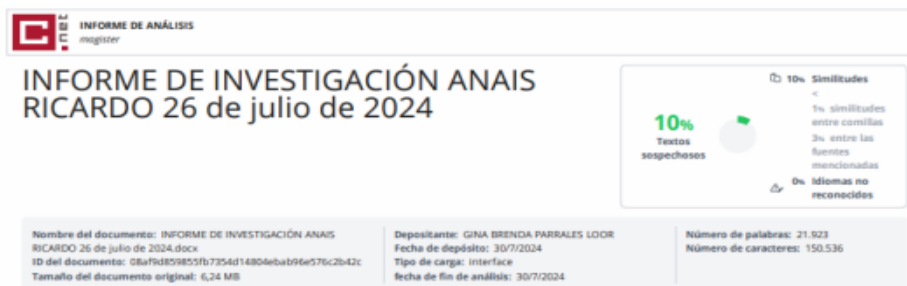 C.net
INFORME DE ANÁLISIS
magister
INFORME DE INVESTIGACIÓN ANAIS
RICARDO 26 de julio de 2024
10%
Textos
sospechosos
10% Similitudes
<
1% similitudes
entre comillas
3% entre las
fuentes
mencionadas
0% Idiomas no
reconocidos
Nombre del documento: INFORME DE INVESTIGACIÓN ANAIS
RICARDO 26 de julio de 2024.docx
ID del documento: 08af9d859855fb7354d14804ebab96e576c2b42c
Tamaño del documento original: 6,24 MB
Depositante: GINA BRENDA PARRALES LOOR
Fecha de depósito: 30/7/2024
Tipo de carga: interface
fecha de fin de análisis: 30/7/2024
Número de palabras: 21.923
Número de caracteres: 150.536